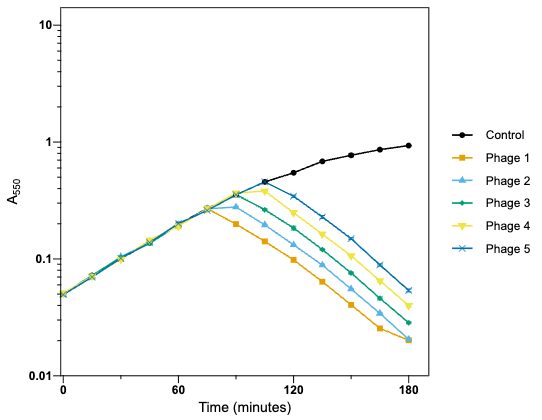 10
1
0.1
0.01
A550
0 60 120 180
Time (minutes)
Control
Phage 1
Phage 2
Phage 3
Phage 4
Phage 5